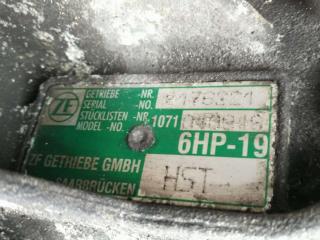 ZF
GETRIEBE -NR.
SERIAL -NO.
STÜCKLISTEN -NR.
MODEL -NO. 1071
6HP-19
ZF GETRIEBE GMBH
SAARBRÜCKEN HST